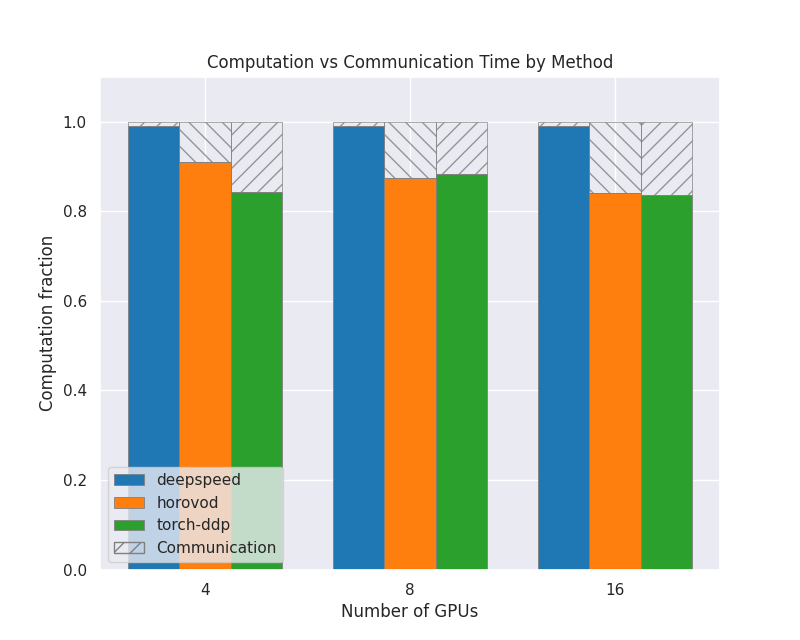 Computation vs Communication Time by Method
Computation fraction
1.0
0.8
0.6
0.4
0.2
0.0
deepspeed
horovod
torch-ddp
Communication
4
8
16
Number of GPUs